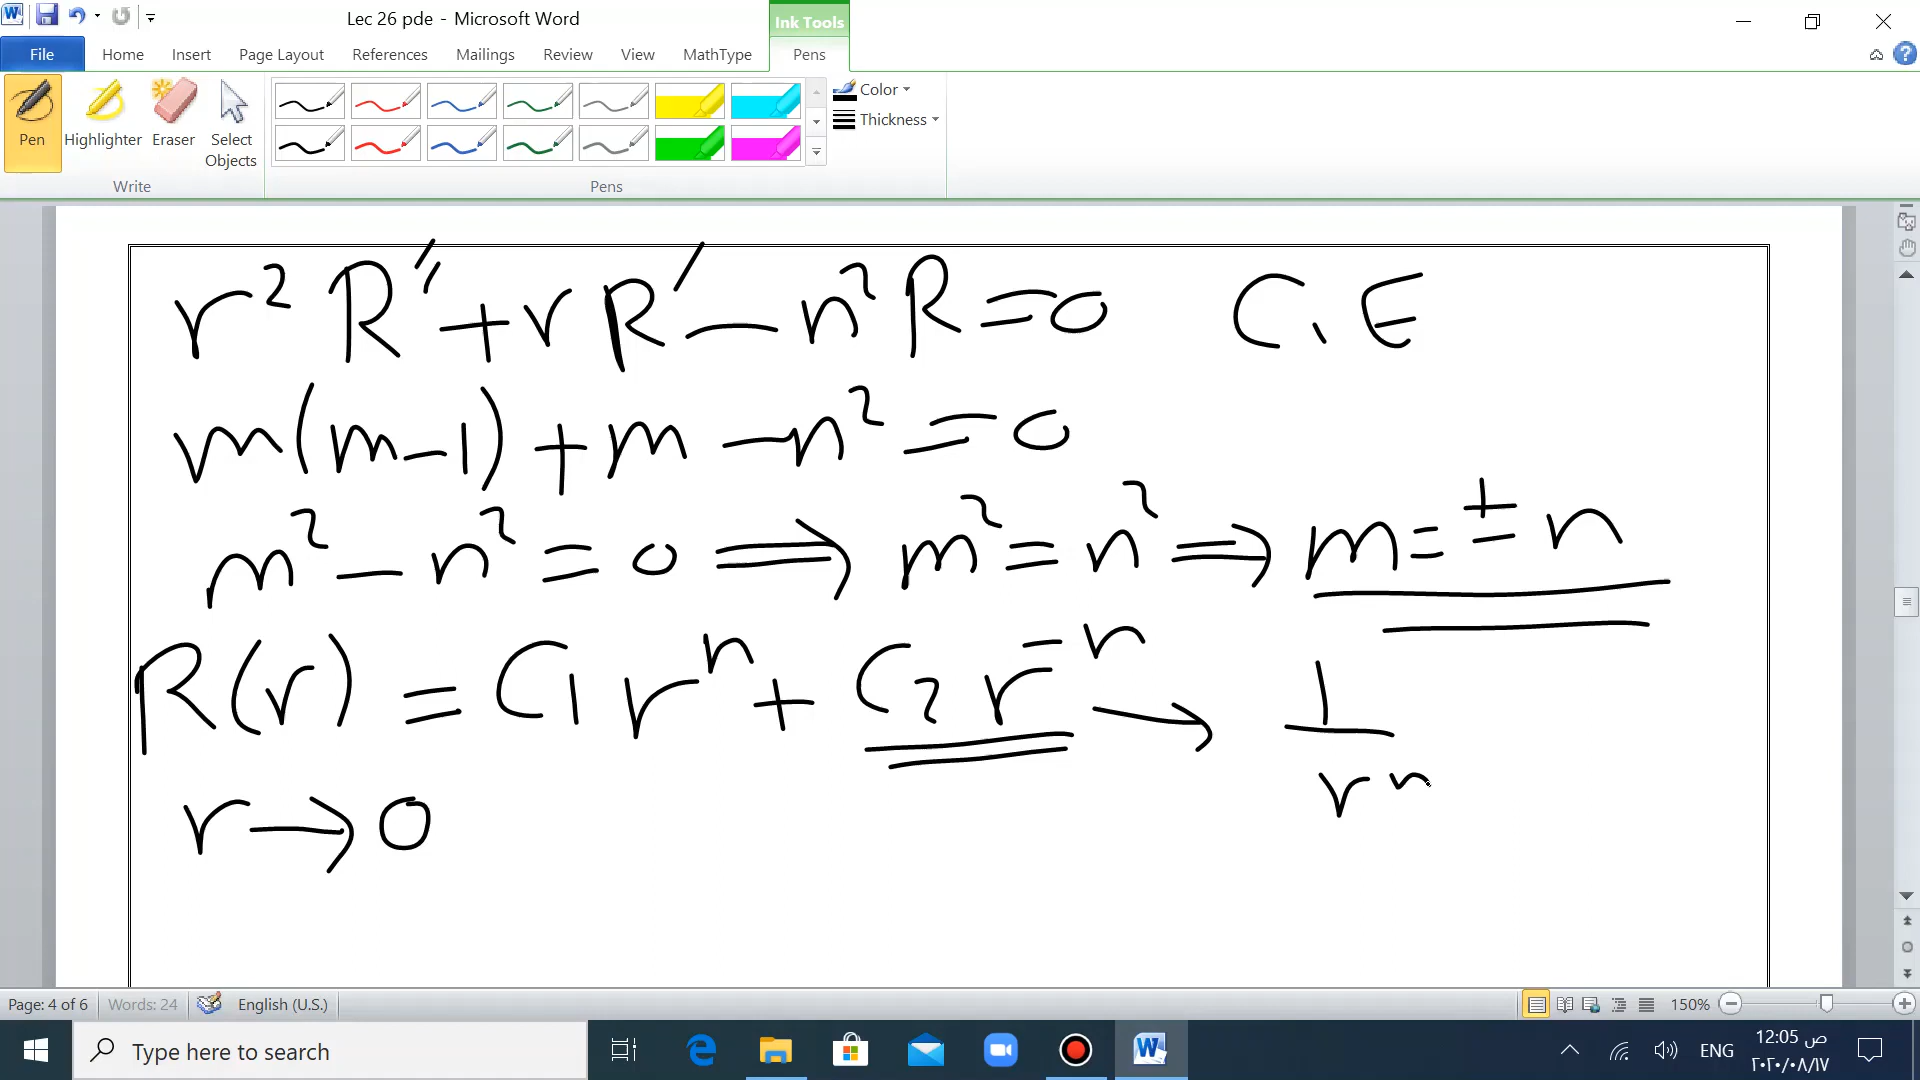 Lec 26 pde - Microsoft Word
Ink Tools
File Home Insert Page Layout References Mailings Review View MathType Pens
Pen Highlighter Eraser Select Objects
Color
Thickness
Write Pens
r² R'' + r R' - n² R = 0 C.E
m(m-1) + m - n² = 0
m² - n² = 0 ⟹ m² = n² ⟹ m = ± n
R(r) = C₁ rⁿ + C₂ r⁻ⁿ → 1/rⁿ
r → 0
Page: 4 of 6 Words: 24 English (U.S.) 150%
Type here to search
ENG
12:05 ص
٢٠٢٠/٠٨/١٧